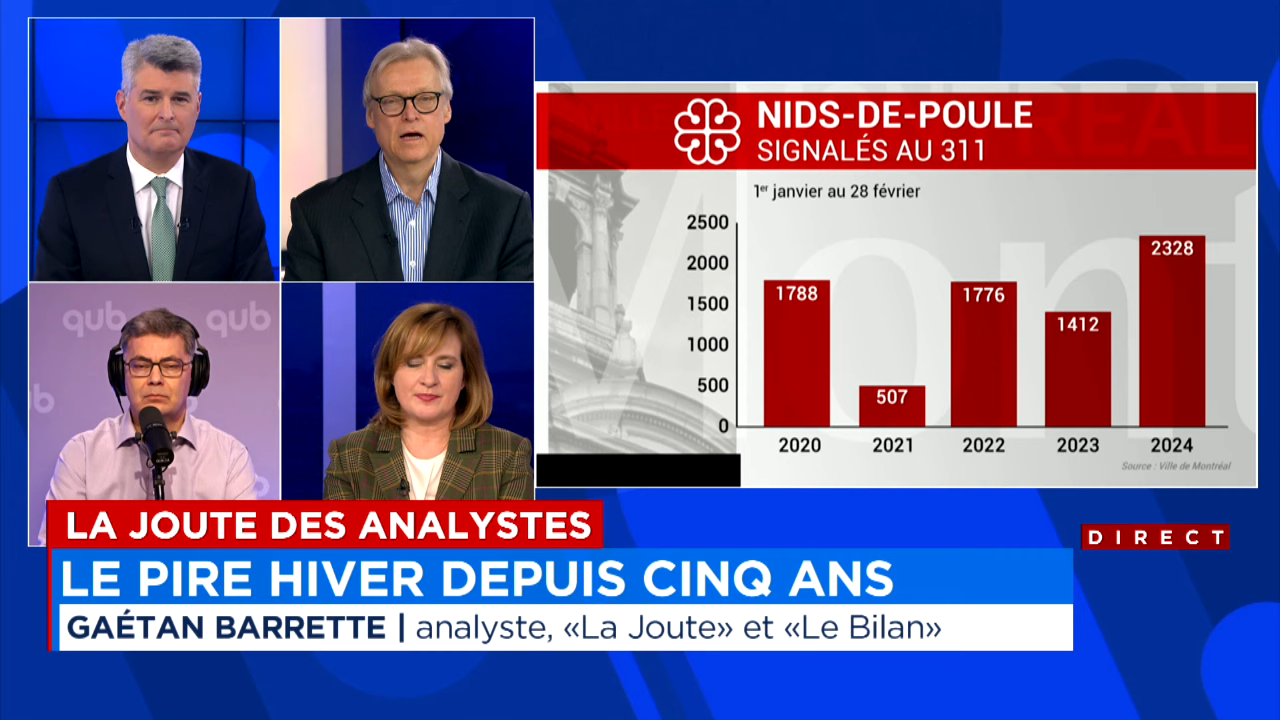 qub
qub
qub
NIDS-DE-POULE
SIGNALÉS AU 311
1er janvier au 28 février
2500
2000
1500
1000
500
0
1788
507
1776
1412
2328
2020
2021
2022
2023
2024
Source : Ville de Montréal
LA JOUTE DES ANALYSTES
DIRECT
LE PIRE HIVER DEPUIS CINQ ANS
GAÉTAN BARRETTE | analyste, «La Joute» et «Le Bilan»